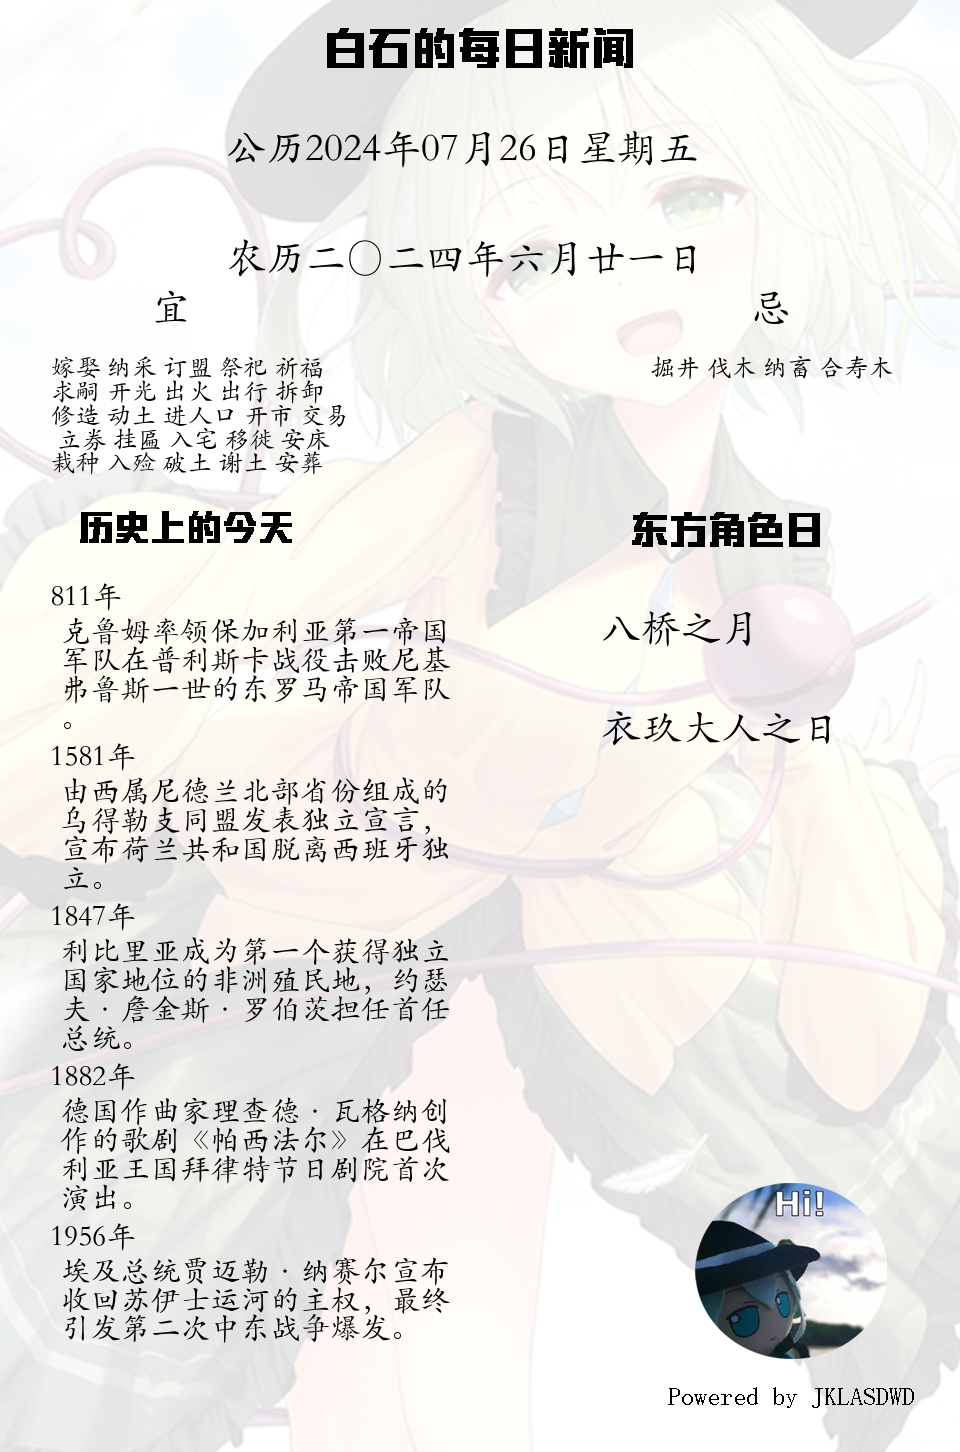 白石的每日新闻
公历2024年07月26日星期五
农历二〇二四年六月廿一日
宜
嫁娶 纳采 订盟 祭祀 祈福
求嗣 开光 出火 出行 拆卸
修造 动土 进人口 开市 交易
立券 挂匾 入宅 移徙 安床
栽种 入殓 破土 谢土 安葬
忌
掘井 伐木 纳畜 合寿木
历史上的今天
811年
克鲁姆率领保加利亚第一帝国
军队在普利斯卡战役击败尼基
弗鲁斯一世的东罗马帝国军队
。
1581年
由西属尼德兰北部省份组成的
乌得勒支同盟发表独立宣言，
宣布荷兰共和国脱离西班牙独
立。
1847年
利比里亚成为第一个获得独立
国家地位的非洲殖民地，约瑟
夫·詹金斯·罗伯茨担任首任
总统。
1882年
德国作曲家理查德·瓦格纳创
作的歌剧《帕西法尔》在巴伐
利亚王国拜律特节日剧院首次
演出。
1956年
埃及总统贾迈勒·纳赛尔宣布
收回苏伊士运河的主权，最终
引发第二次中东战争爆发。
东方角色日
八桥之月
衣玖大人之日
Hi!
Powered by JKLASDWD